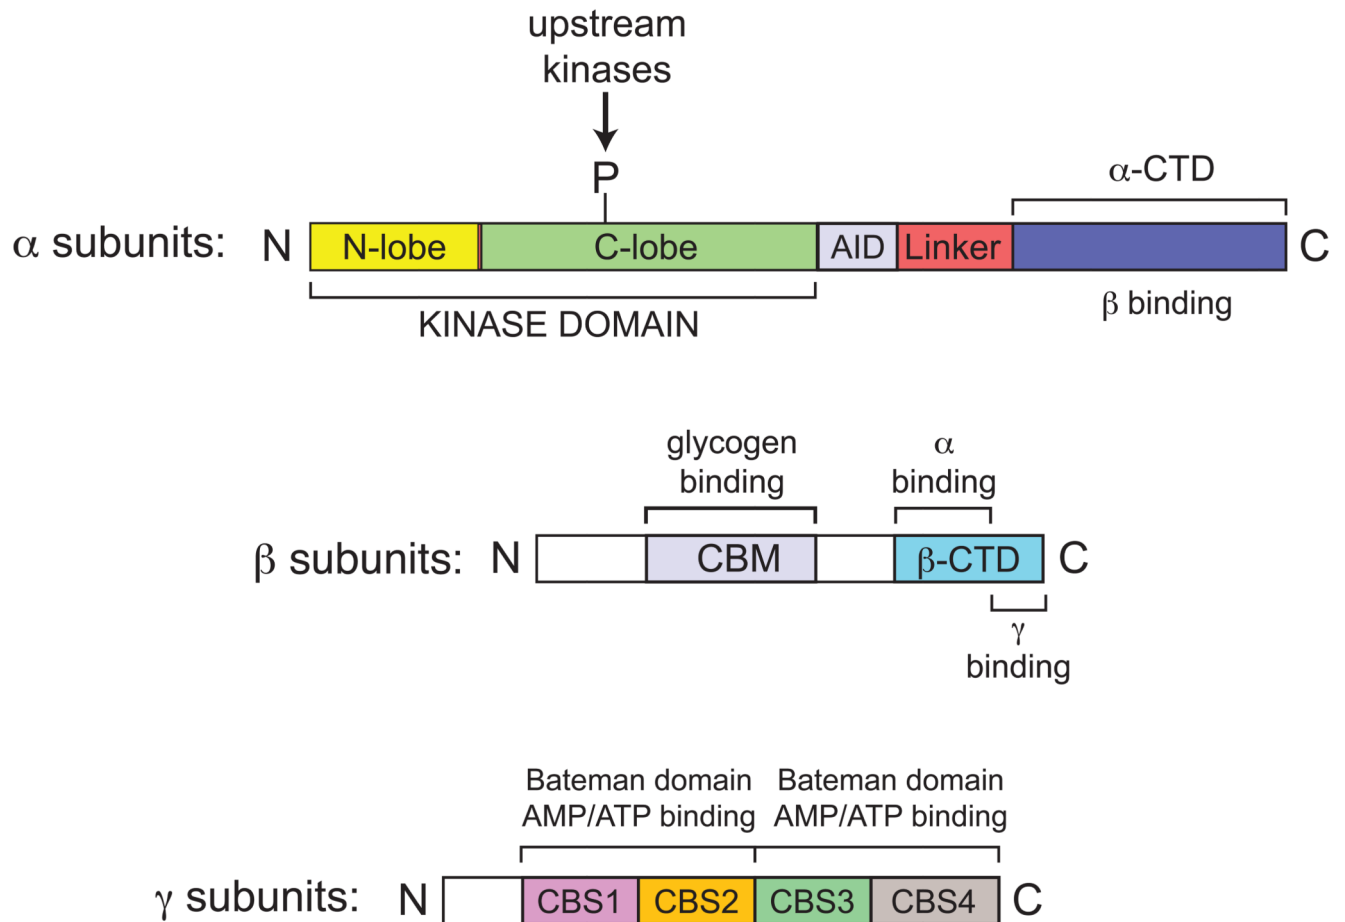 upstream
kinases
P
α-CTD
α subunits: N N-lobe C-lobe AID Linker C
β binding
KINASE DOMAIN
glycogen binding
α binding
β subunits: N CBM β-CTD C
γ binding
Bateman domain Bateman domain
AMP/ATP binding AMP/ATP binding
γ subunits: N CBS1 CBS2 CBS3 CBS4 C